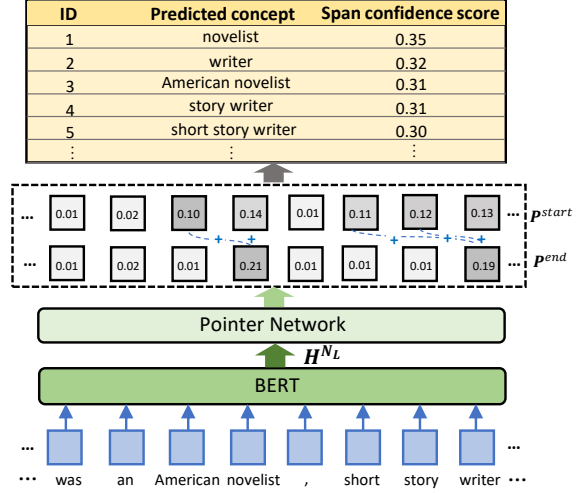 ID Predicted concept Span confidence score
1 novelist 0.35
2 writer 0.32
3 American novelist 0.31
4 story writer 0.31
5 short story writer 0.30
⋮ ⋮ ⋮
... 0.01 0.02 0.10 0.14 0.01 0.11 0.12 0.13 ... P^start
+ + + + +
... 0.01 0.02 0.01 0.21 0.01 0.01 0.01 0.19 ... P^end
Pointer Network
H^{N_L}
BERT
... ...
... was an American novelist , short story writer ...